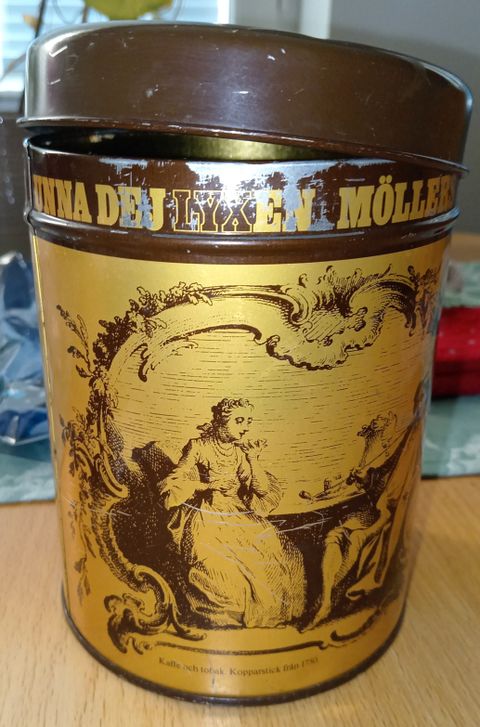 UNNA DEJ LYXEN. MÖLLERS
Kaffe och tobak. Kopparstick från 1750.